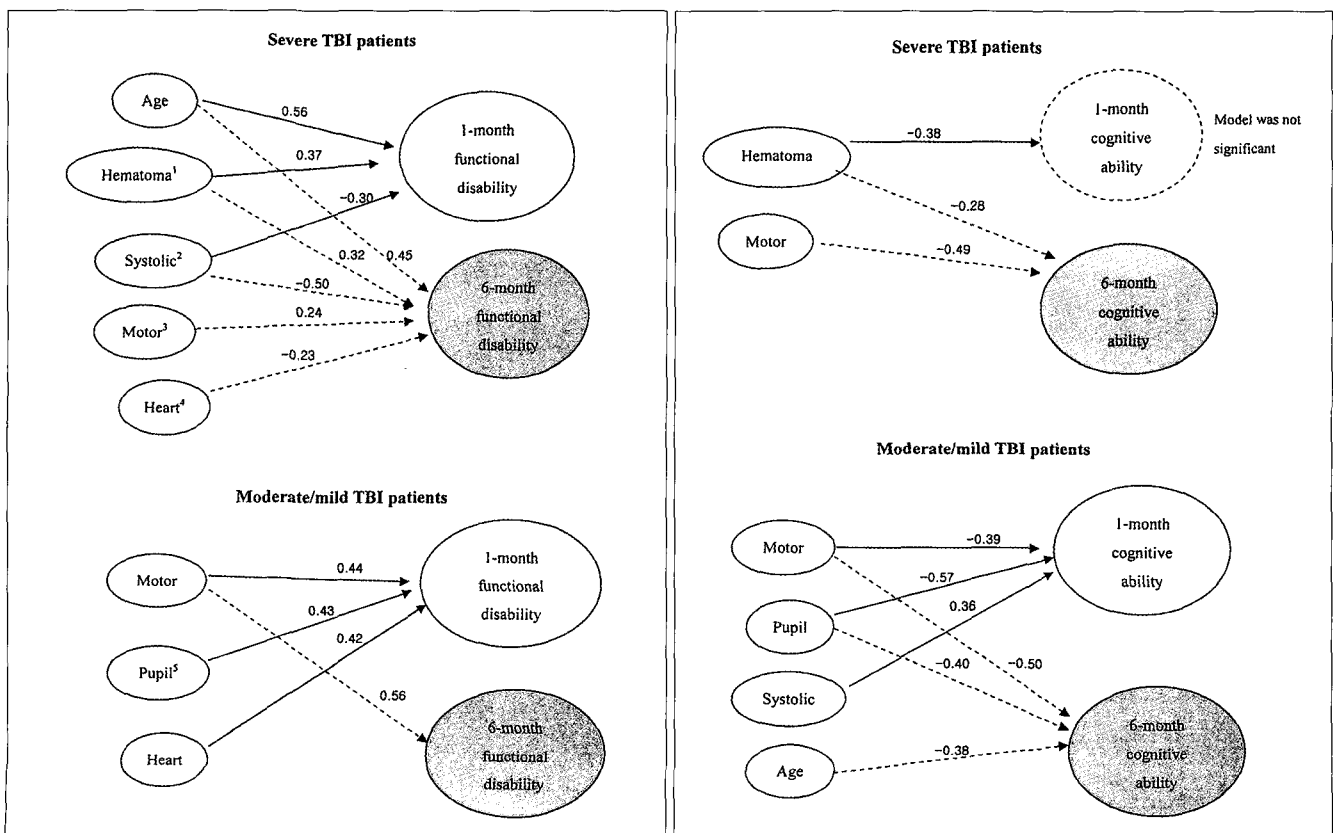 Severe TBI patients
Age
0.56
1-month
functional
disability
Hematoma¹
0.37
-0.30
Systolic²
0.32
0.45
-0.50
6-month
functional
disability
Motor³
0.24
-0.23
Heart⁴
Moderate/mild TBI patients
Motor
0.44
1-month
functional
disability
0.43
0.42
Pupil⁵
0.56
6-month
functional
disability
Heart
Severe TBI patients
Hematoma
-0.38
1-month
cognitive
ability
Model was not
significant
-0.28
Motor
-0.49
6-month
cognitive
ability
Moderate/mild TBI patients
Motor
-0.39
1-month
cognitive
ability
-0.57
Pupil
0.36
-0.40
-0.50
Systolic
6-month
cognitive
ability
Age
-0.38